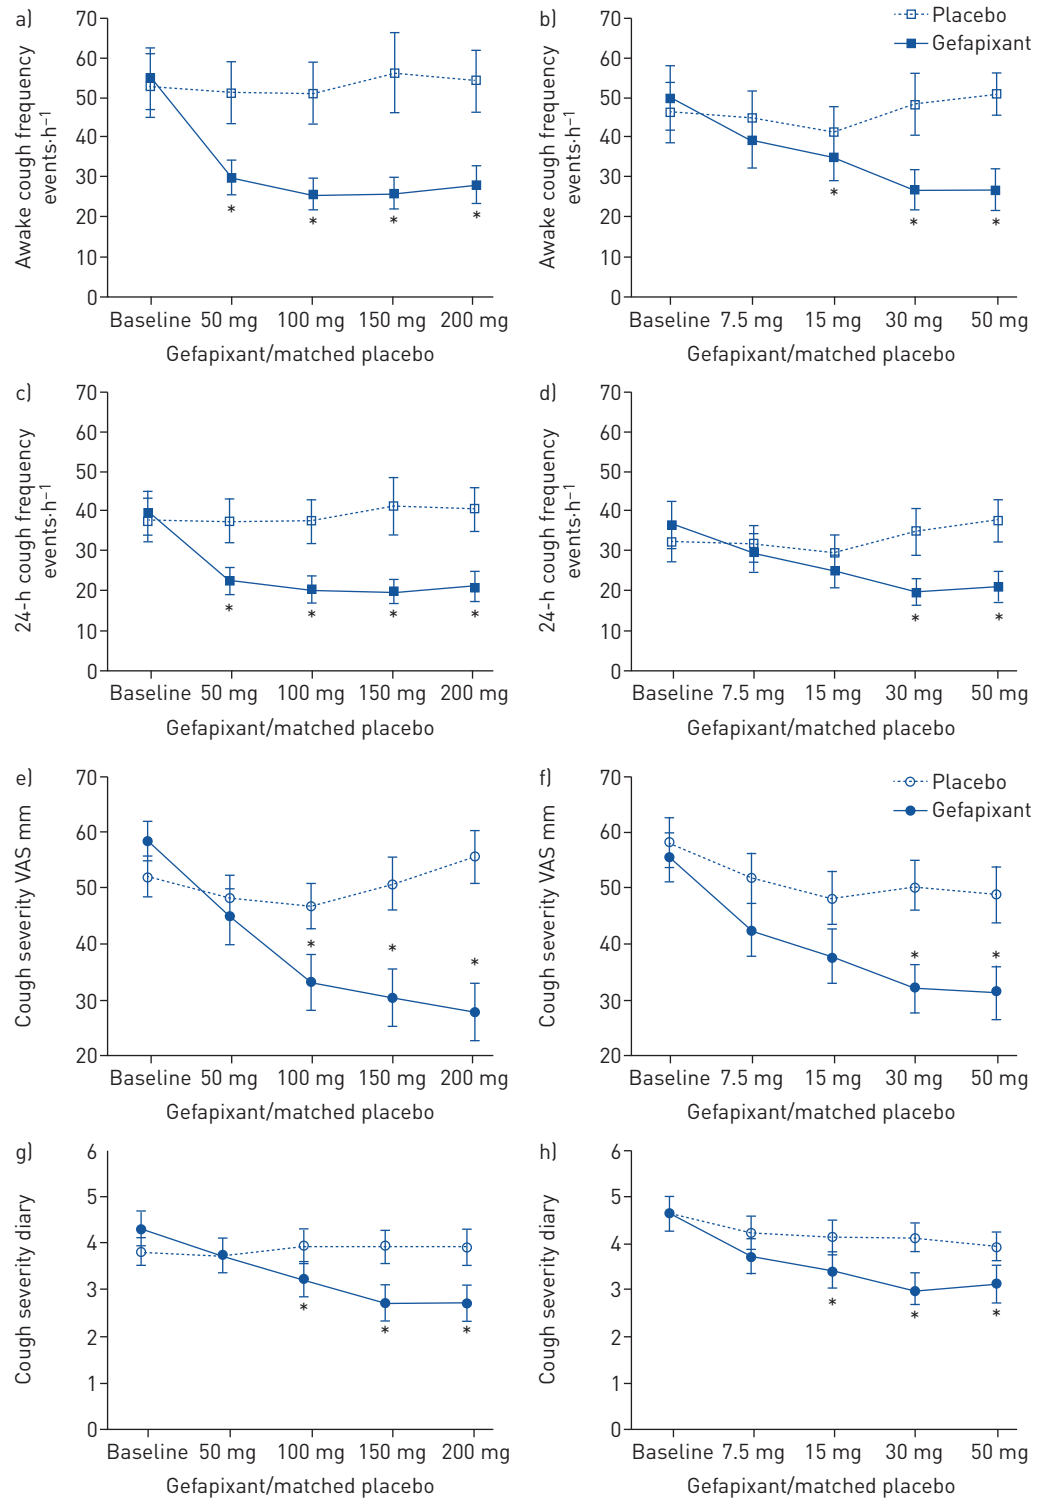 a)
70
60
50
40
30
20
10
0
Awake cough frequency
events·h⁻¹
* * * *
Baseline 50 mg 100 mg 150 mg 200 mg
Gefapixant/matched placebo
b)
Placebo
Gefapixant
70
60
50
40
30
20
10
0
Awake cough frequency
events·h⁻¹
* * *
Baseline 7.5 mg 15 mg 30 mg 50 mg
Gefapixant/matched placebo
c)
70
60
50
40
30
20
10
0
24-h cough frequency
events·h⁻¹
* * * *
Baseline 50 mg 100 mg 150 mg 200 mg
Gefapixant/matched placebo
d)
70
60
50
40
30
20
10
0
24-h cough frequency
events·h⁻¹
* *
Baseline 7.5 mg 15 mg 30 mg 50 mg
Gefapixant/matched placebo
e)
70
60
50
40
30
20
Cough severity VAS mm
* * *
Baseline 50 mg 100 mg 150 mg 200 mg
Gefapixant/matched placebo
f)
Placebo
Gefapixant
70
60
50
40
30
20
Cough severity VAS mm
* *
Baseline 7.5 mg 15 mg 30 mg 50 mg
Gefapixant/matched placebo
g)
6
5
4
3
2
1
0
Cough severity diary
* * *
Baseline 50 mg 100 mg 150 mg 200 mg
Gefapixant/matched placebo
h)
6
5
4
3
2
1
0
Cough severity diary
* * *
Baseline 7.5 mg 15 mg 30 mg 50 mg
Gefapixant/matched placebo